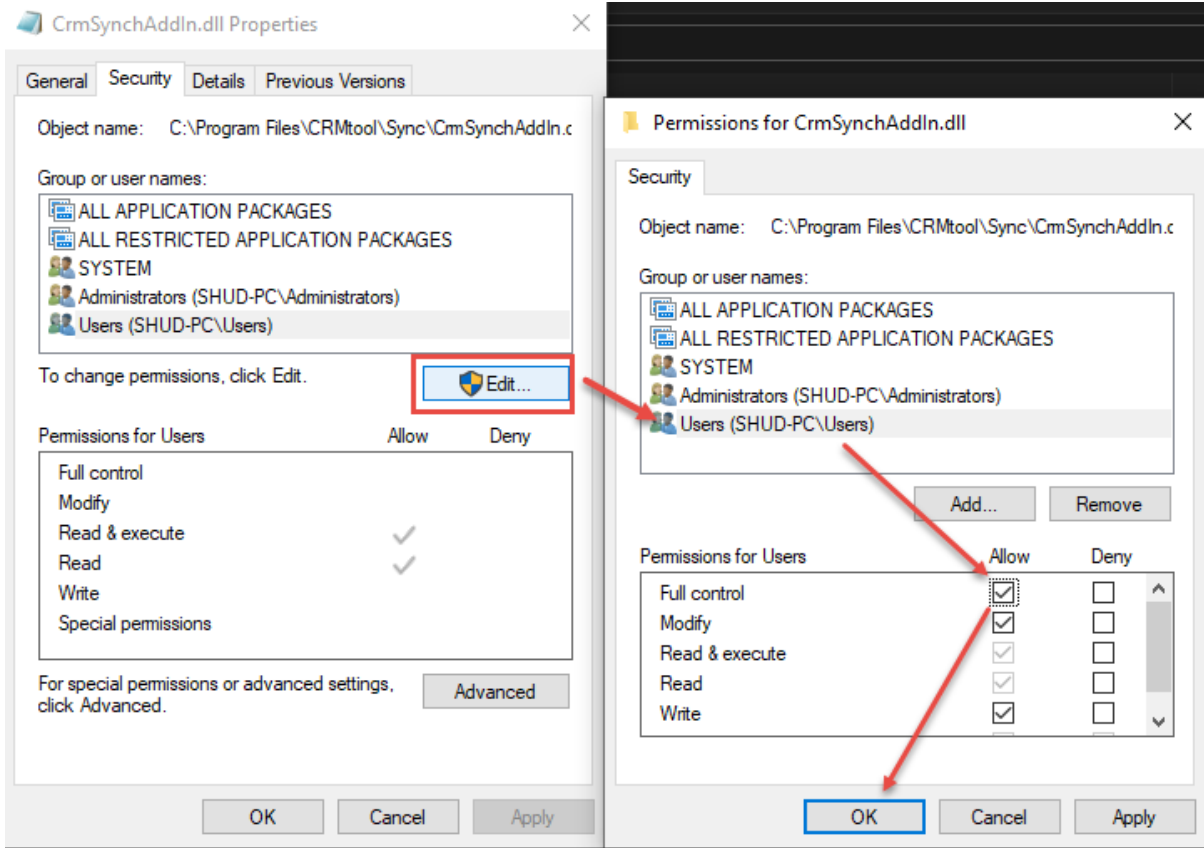 CrmSynchAddIn.dll Properties
General Security Details Previous Versions
Object name: C:\Program Files\CRMtool\Sync\CrmSynchAddIn.c
Group or user names:
ALL APPLICATION PACKAGES
ALL RESTRICTED APPLICATION PACKAGES
SYSTEM
Administrators (SHUD-PC\Administrators)
Users (SHUD-PC\Users)
To change permissions, click Edit.
Edit...
Permissions for Users Allow Deny
Full control
Modify
Read & execute
Read
Write
Special permissions
For special permissions or advanced settings,
click Advanced.
Advanced
OK Cancel Apply
Permissions for CrmSynchAddIn.dll
Security
Object name: C:\Program Files\CRMtool\Sync\CrmSynchAddIn.c
Group or user names:
ALL APPLICATION PACKAGES
ALL RESTRICTED APPLICATION PACKAGES
SYSTEM
Administrators (SHUD-PC\Administrators)
Users (SHUD-PC\Users)
Add... Remove
Permissions for Users Allow Deny
Full control
Modify
Read & execute
Read
Write
OK Cancel Apply